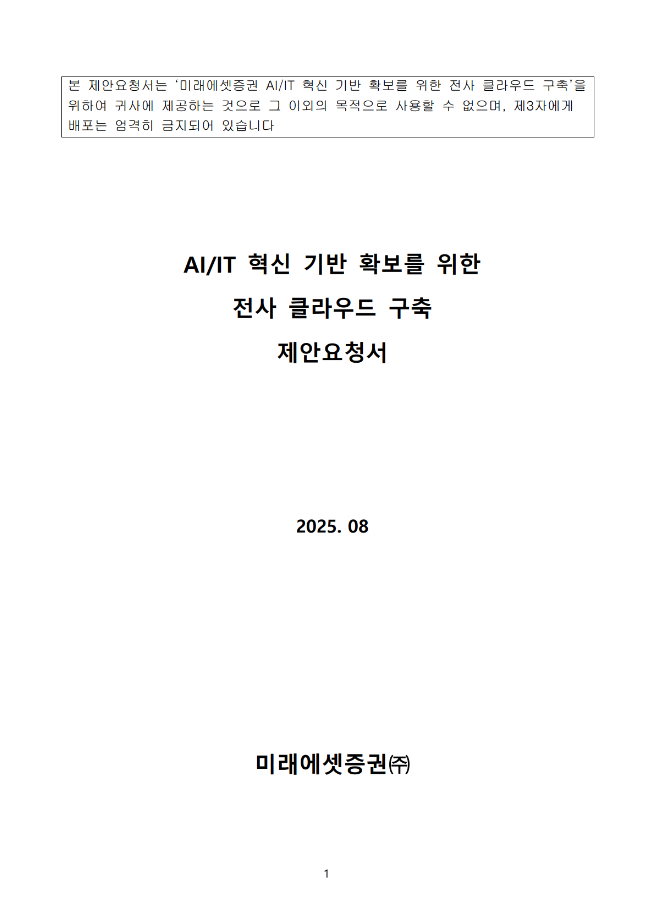 본 제안요청서는 '미래에셋증권 AI/IT 혁신 기반 확보를 위한 전사 클라우드 구축'을
위하여 귀사에 제공하는 것으로 그 이외의 목적으로 사용할 수 없으며, 제3자에게
배포는 엄격히 금지되어 있습니다
AI/IT 혁신 기반 확보를 위한
전사 클라우드 구축
제안요청서
2025. 08
미래에셋증권㈜
1